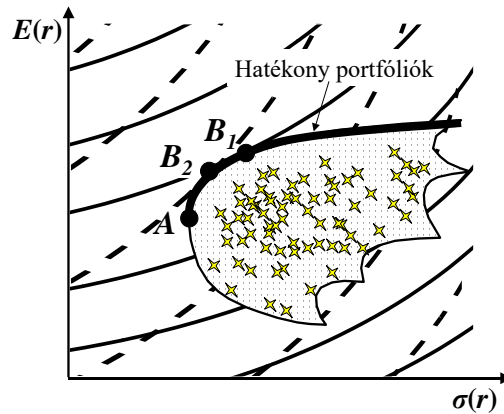 E(r)
Hatékony portfóliók
B₁
B₂
A
σ(r)